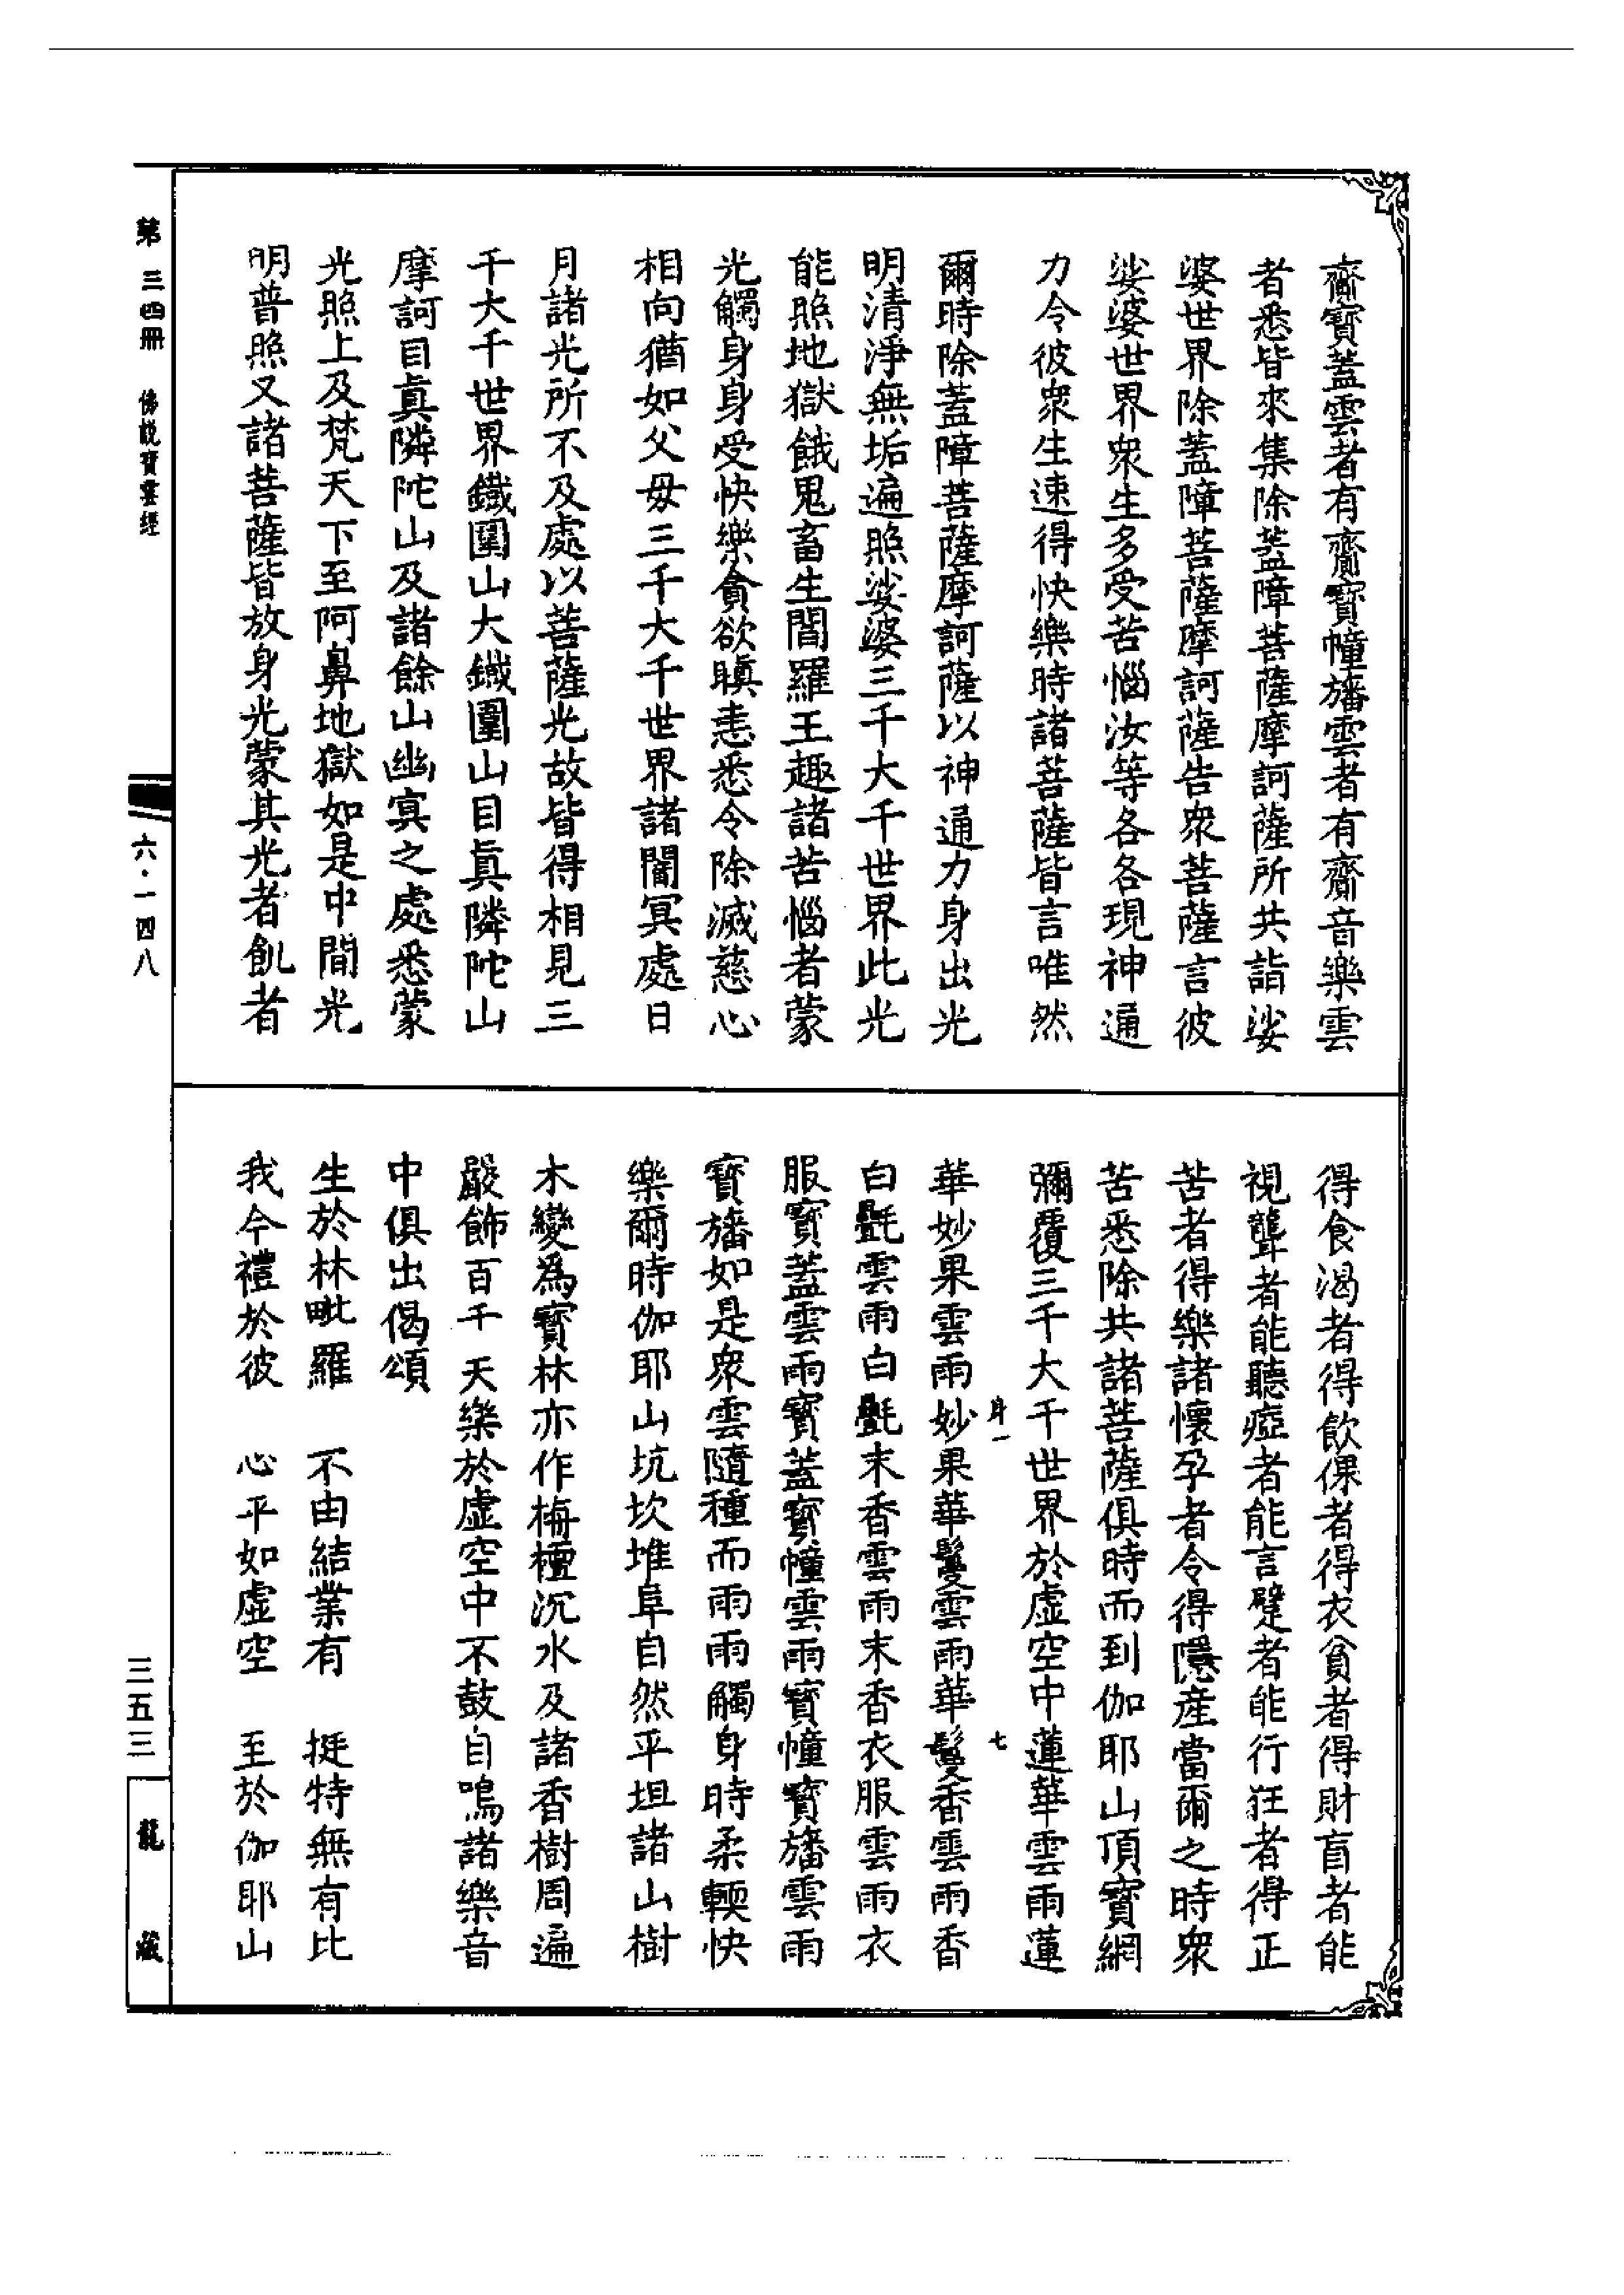 齎寶蓋雲者有齎寶幢旛雲者有齎音樂雲
者悉皆來集除蓋障菩薩摩訶薩所共詣娑
婆世界除蓋障菩薩摩訶薩告衆菩薩言彼
娑婆世界衆生多受苦惱汝等各各現神通
力令彼衆生速得快樂時諸菩薩皆言唯然
爾時除蓋障菩薩摩訶薩以神通力身出光
明清淨無垢遍照娑婆三千大千世界此光
能照地獄餓鬼畜生閻羅王趣諸苦惱者蒙
光觸身身受快樂貪欲瞋恚悉令除滅慈心
相向猶如父母三千大千世界諸闇冥處日
月諸光所不及處以菩薩光故皆得相見三
千大千世界鐵圍山大鐵圍山目眞隣陀山
摩訶目眞隣陀山及諸餘山幽冥之處悉蒙
光照上及梵天下至阿鼻地獄如是中間光
明普照又諸菩薩皆放身光蒙其光者飢者
得食渴者得飲倮者得衣貧者得財盲者能
視聾者能聽瘂者能言躄者能行狂者得正
苦者得樂諸懷孕者令得隱産當爾之時衆
苦悉除共諸菩薩俱時而到伽耶山頂寶網
彌覆三千大千世界於虛空中蓮華雲雨蓮
身一 七
華妙果雲雨妙果華鬘雲雨華鬘香雲雨香
白氎雲雨白氎末香雲雨末香衣服雲雨衣
服寶蓋雲雨寶蓋寶幢雲雨寶幢寶旛雲雨
寶旛如是衆雲隨種而雨雨觸身時柔輭快
樂爾時伽耶山坑坎堆阜自然平坦諸山樹
木變爲寶林亦作栴檀沉水及諸香樹周遍
嚴飾百千天樂於虛空中不鼓自鳴諸樂音
中俱出偈頌
生於林毗羅 不由結業有 挺特無有比
我今禮於彼 心平如虛空 至於伽耶山
第三四冊 佛説寶雲經
六·一四八
三五三
龍藏